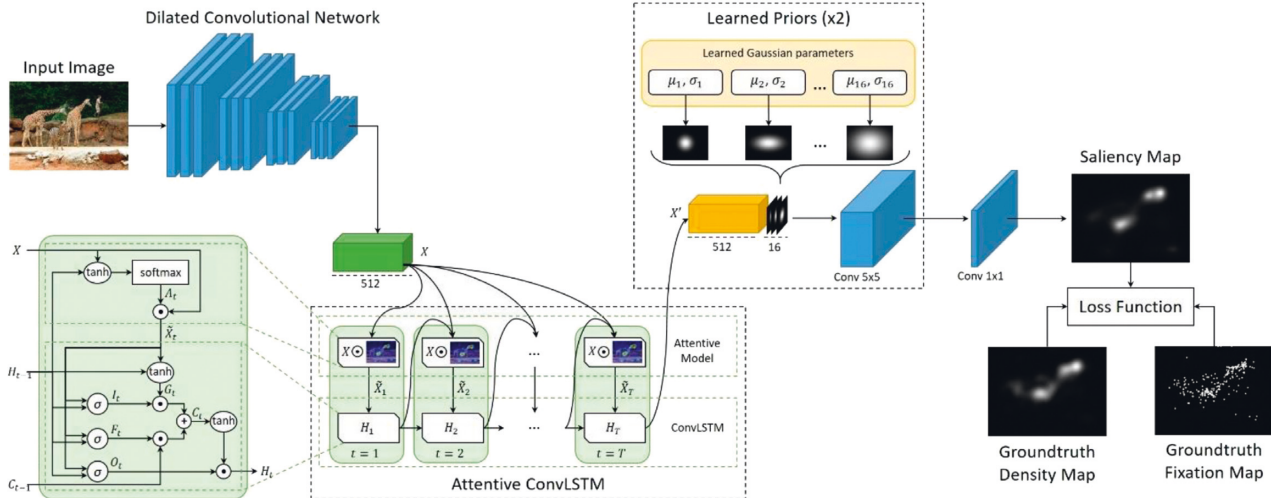 Dilated Convolutional Network
Input Image
Learned Priors (x2)
Learned Gaussian parameters
μ₁, σ₁
μ₂, σ₂
...
μ₁₆, σ₁₆
...
Saliency Map
X'
512
16
Conv 5x5
Conv 1x1
Loss Function
Groundtruth
Density Map
Groundtruth
Fixation Map
X
512
X
tanh
softmax
Λₜ
X̃ₜ
Hₜ₋₁
tanh
Gₜ
σ
Iₜ
Cₜ
tanh
σ
Fₜ
σ
Oₜ
Hₜ
Cₜ₋₁
X
X
...
X
Attentive
Model
X̃₁
X̃₂
X̃_T
H₁
H₂
...
H_T
ConvLSTM
t = 1
t = 2
t = T
Attentive ConvLSTM